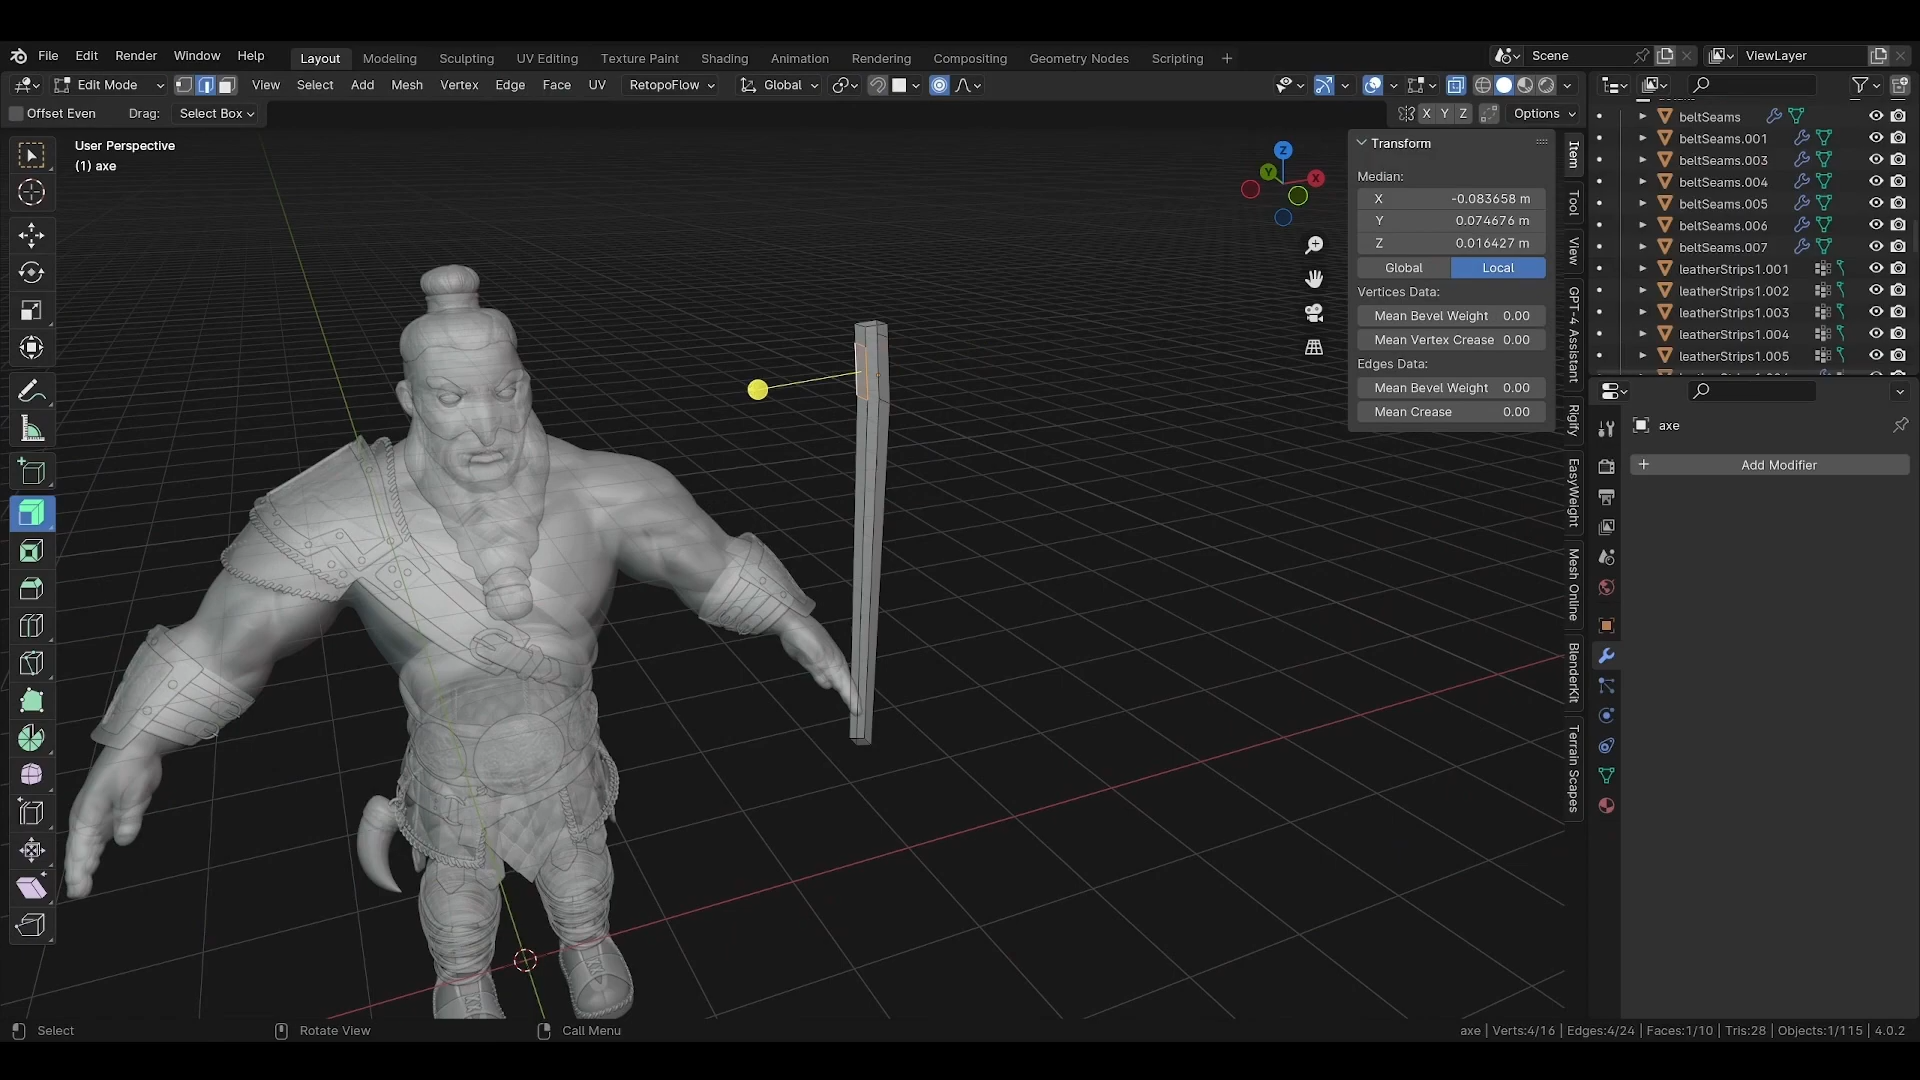 File Edit Render Window Help Layout Modeling Sculpting UV Editing Texture Paint Shading Animation Rendering Compositing Geometry Nodes Scripting + Scene ViewLayer
Edit Mode View Select Add Mesh Vertex Edge Face UV RetopoFlow Global
Offset Even Drag: Select Box X Y Z Options
User Perspective
(1) axe
Z
Y
X
Transform
Median:
X -0.083658 m
Y 0.074676 m
Z 0.016427 m
Global Local
Vertices Data:
Mean Bevel Weight 0.00
Mean Vertex Crease 0.00
Edges Data:
Mean Bevel Weight 0.00
Mean Crease 0.00
Item
Tool
View
GPT-4 Assistant
Rigify
EasyWeight
Mesh Online
BlenderKit
Terrain Scapes
beltSeams
beltSeams.001
beltSeams.003
beltSeams.004
beltSeams.005
beltSeams.006
beltSeams.007
leatherStrips1.001
leatherStrips1.002
leatherStrips1.003
leatherStrips1.004
leatherStrips1.005
axe
+ Add Modifier
Select Rotate View Call Menu axe | Verts:4/16 | Edges:4/24 | Faces:1/10 | Tris:28 | Objects:1/115 | 4.0.2